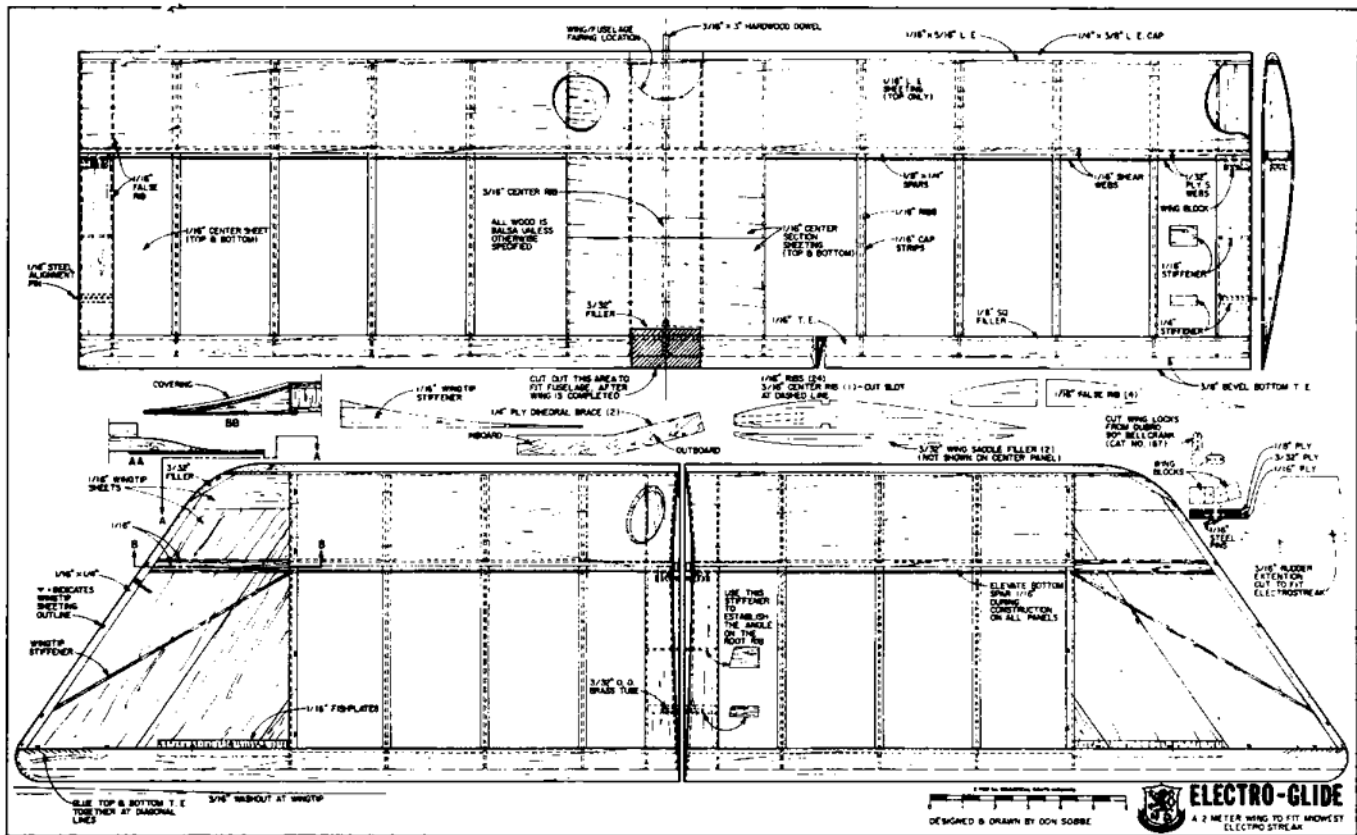 WING/FUSELAGE
FAIRING LOCATION
3/16" × 3" HARDWOOD DOWEL
1/16" × 5/16" L.E.
1/4" × 3/8" L.E. CAP
1/16" L.E.
SHEETING
(TOP ONLY)
1/16"
FALSE
RIB
1/16" CENTER SHEET
(TOP & BOTTOM)
1/16" STEEL
ALIGNMENT
PIN
3/16" CENTER RIB
ALL WOOD IS
BALSA UNLESS
OTHERWISE
SPECIFIED
3/32"
FILLER
1/16" CENTER
SECTION
SHEETING
(TOP & BOTTOM)
1/8" × 1/4"
SPARS
1/16" RIBS
1/16" CAP
STRIPS
1/16" SHEAR
WEBS
1/32"
PLY S
WEBS
WING BLOCK
1/16"
STIFFENER
1/16"
STIFFENER
1/16" T.E.
1/8" SQ
FILLER
3/8" BEVEL BOTTOM T.E.
CUT OUT THIS AREA TO
FIT FUSELAGE, AFTER
WING IS COMPLETED
COVERING
BB
AA
1/16" WINGTIP
STIFFENER
1/4" PLY DIHEDRAL BRACE (2)
INBOARD
OUTBOARD
1/16" RIBS (24)
3/16" CENTER RIB (1)-CUT SLOT
AT DASHED LINE
1/16" FALSE RIB (4)
3/32" WING SADDLE FILLER (2)
(NOT SHOWN ON CENTER PANEL)
CUT WING LOCKS
FROM DUBRO
90° BELLCRANK
(CAT NO. 167)
WING
BLOCKS
1/8" PLY
3/32" PLY
1/16" PLY
1/16"
STEEL
PINS
3/16" RUDDER
EXTENTION
CUT TO FIT
ELECTROSTREAK
3/32"
FILLER
1/16" WINGTIP
SHEETS
A
A
1/16"
B
B
1/16" × 1/4"
INDICATES
WINGTIP
SHEETING
OUTLINE
WINGTIP
STIFFENER
1/16" FISHPLATES
3/32" O.D.
BRASS TUBE
USE THIS
STIFFENER
TO
ESTABLISH
THE ANGLE
ON THE
ROOT RIB
ELEVATE BOTTOM
SPAR 1/16"
DURING
CONSTRUCTION
ON ALL PANELS
GLUE TOP & BOTTOM T.E.
TOGETHER AT DIAGONAL
LINES
3/16" WASHOUT AT WINGTIP
DESIGNED & DRAWN BY DON SOBBE
ELECTRO-GLIDE
A 2 METER WING TO FIT MIDWEST
ELECTROSTREAK